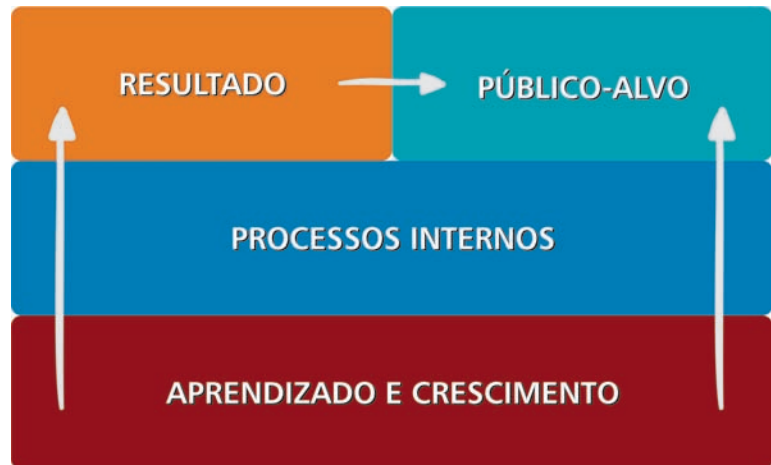 RESULTADO
PÚBLICO-ALVO
PROCESSOS INTERNOS
APRENDIZADO E CRESCIMENTO